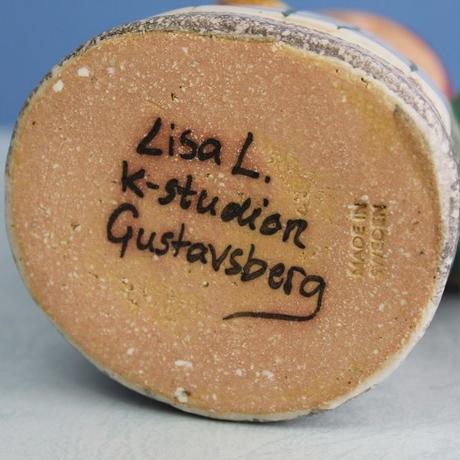 Lisa L.
K-studion
Gustavsberg
MADE IN
SWEDEN